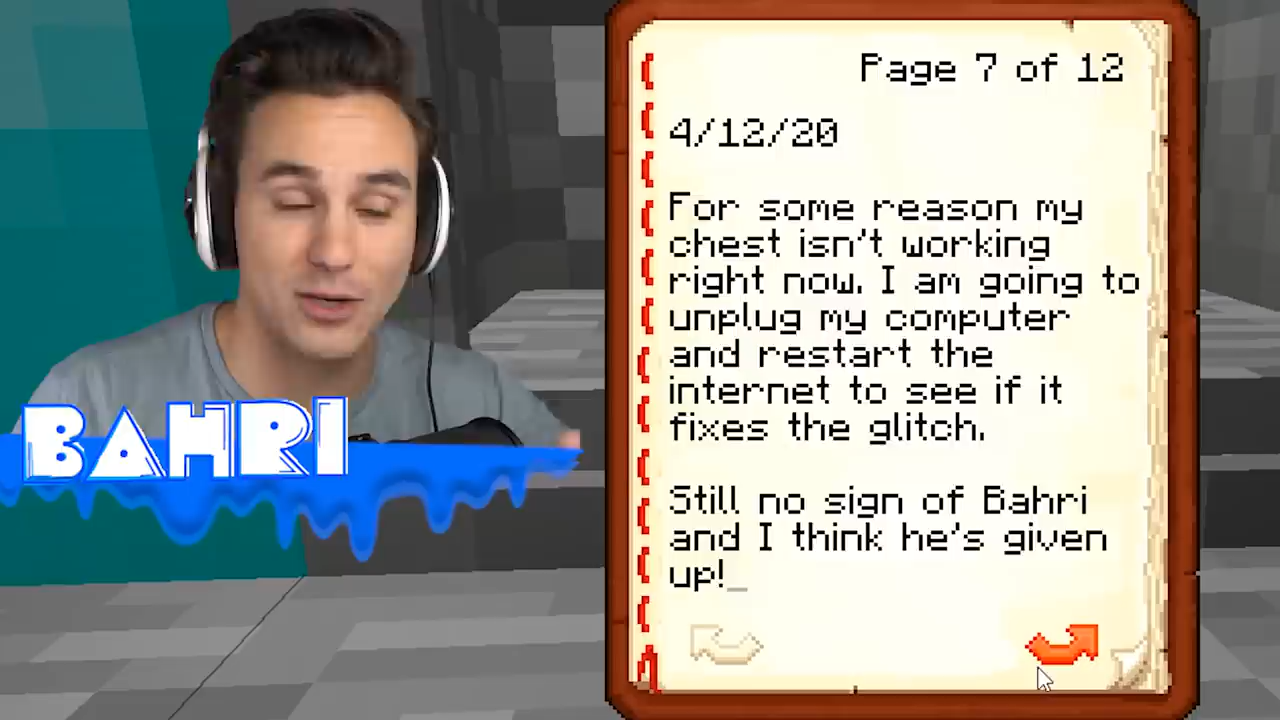 BAHRI
Page 7 of 12
4/12/20
For some reason my
chest isn't working
right now. I am going to
unplug my computer
and restart the
internet to see if it
fixes the glitch.
Still no sign of Bahri
and I think he's given
up!_